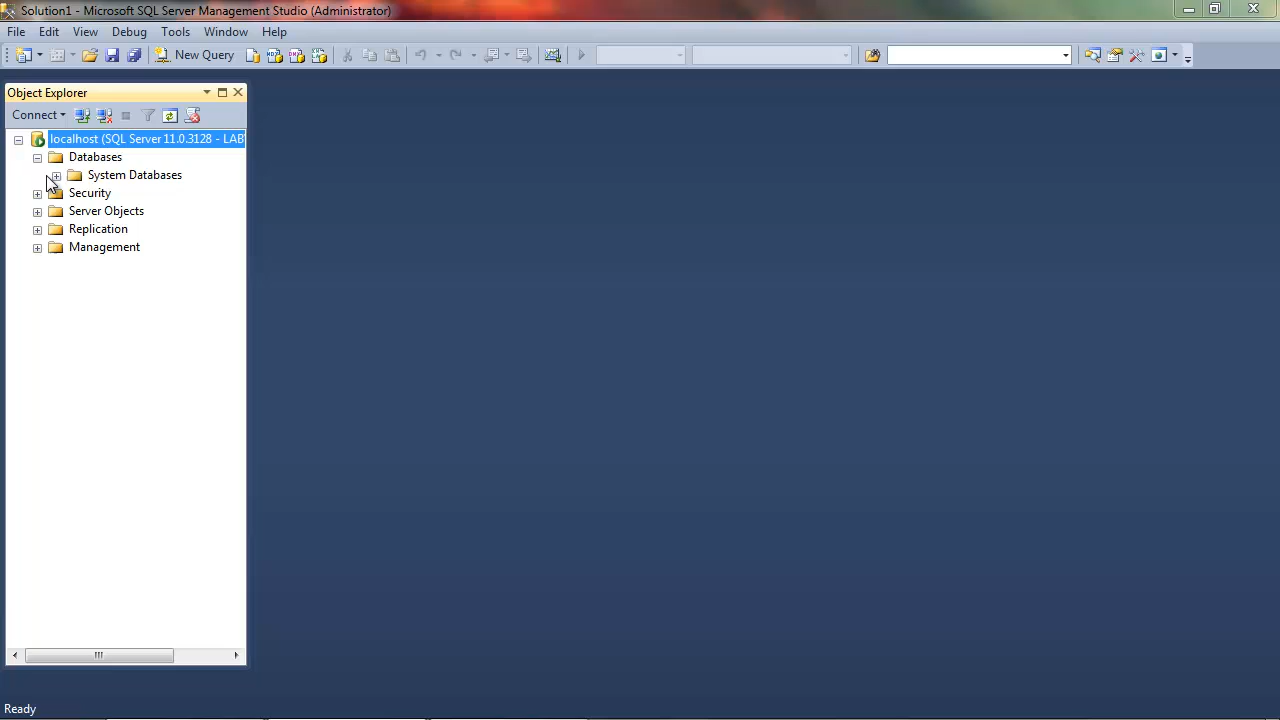 Solution1 - Microsoft SQL Server Management Studio (Administrator)
File Edit View Debug Tools Window Help
New Query
Object Explorer
Connect
localhost (SQL Server 11.0.3128 - LAB
Databases
System Databases
Security
Server Objects
Replication
Management
Ready